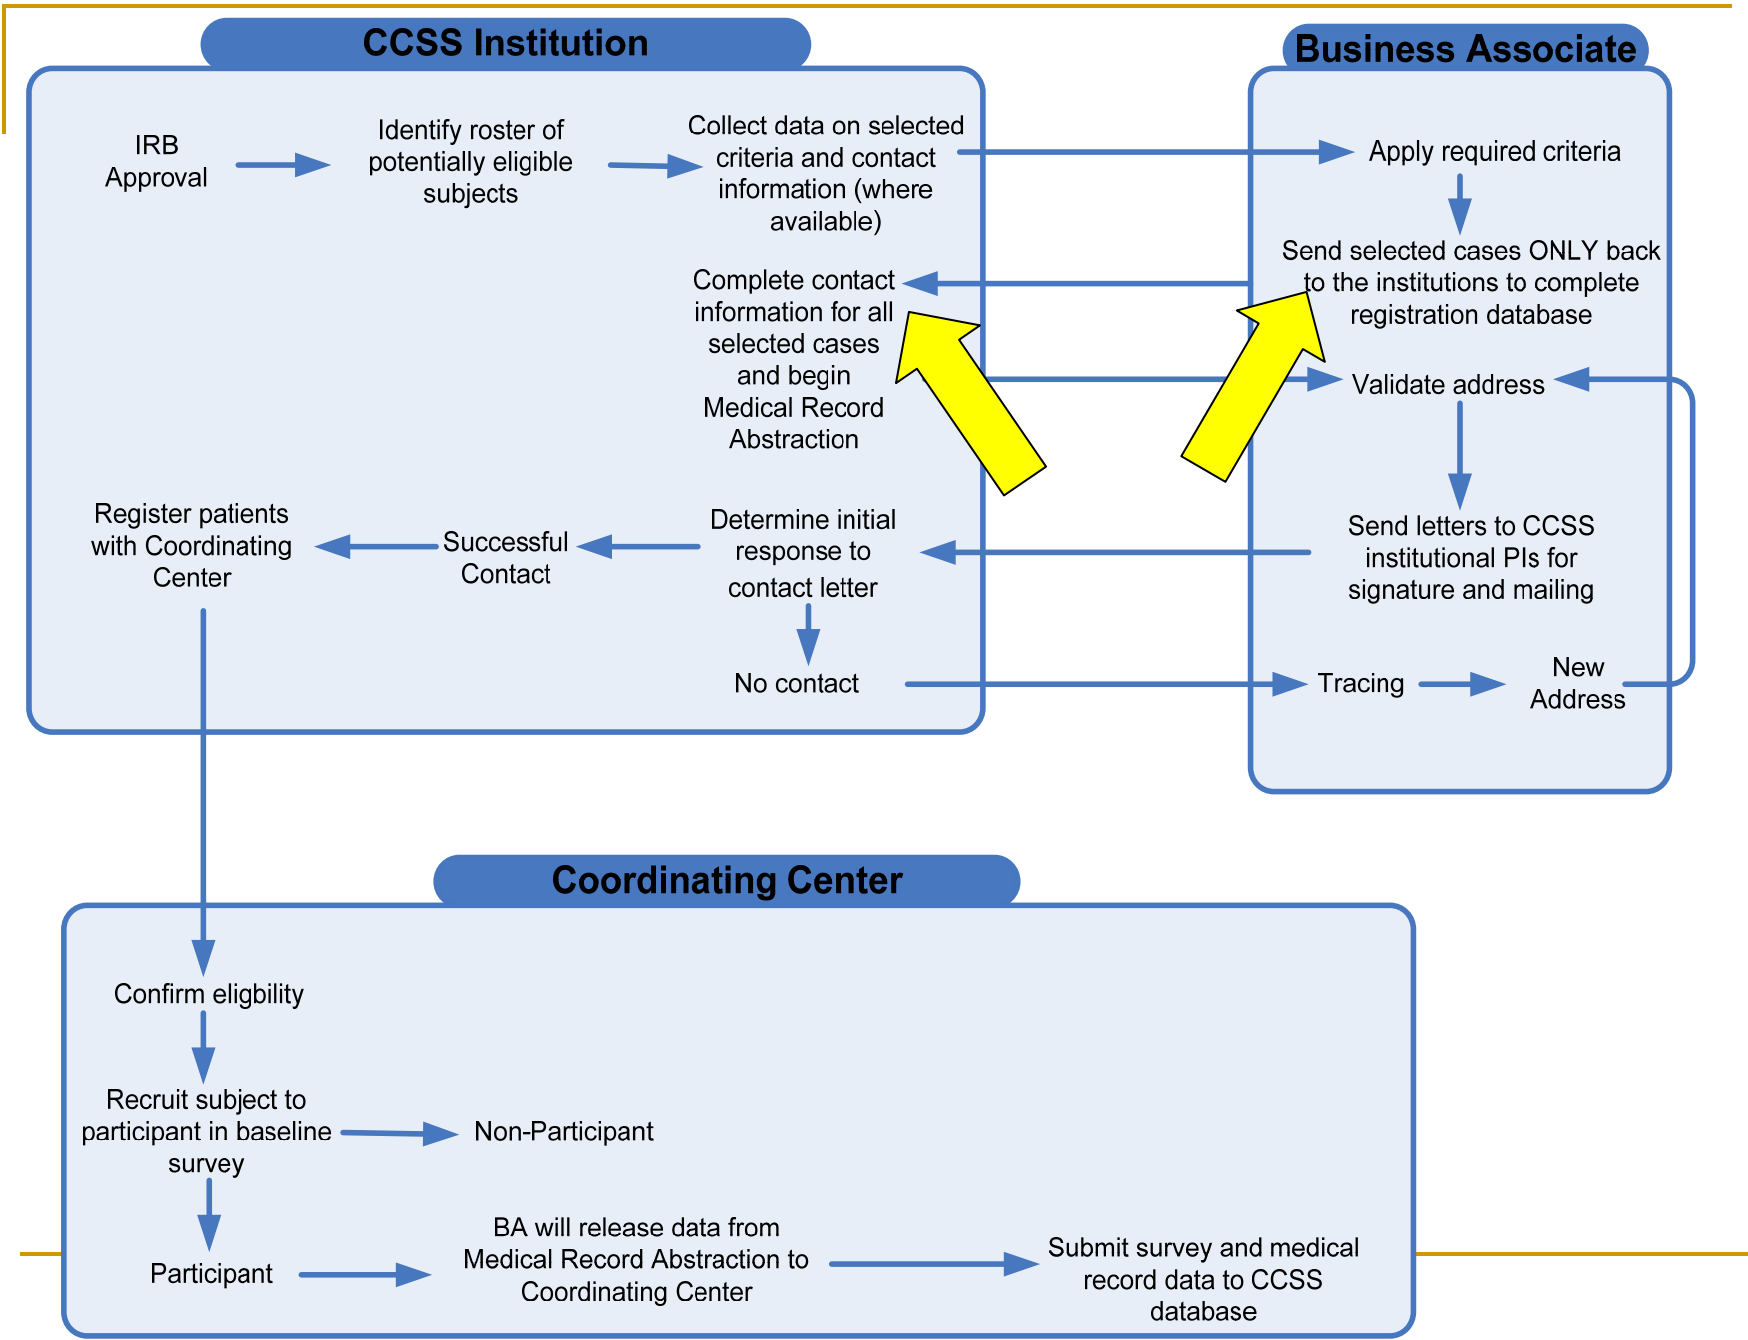 CCSS Institution
IRB
Approval
Identify roster of
potentially eligible
subjects
Collect data on selected
criteria and contact
information (where
available)
Complete contact
information for all
selected cases
and begin
Medical Record
Abstraction
Register patients
with Coordinating
Center
Successful
Contact
Determine initial
response to
contact letter
No contact
Business Associate
Apply required criteria
Send selected cases ONLY back
to the institutions to complete
registration database
Validate address
Send letters to CCSS
institutional PIs for
signature and mailing
Tracing
New
Address
Coordinating Center
Confirm eligbility
Recruit subject to
participant in baseline
survey
Non-Participant
Participant
BA will release data from
Medical Record Abstraction to
Coordinating Center
Submit survey and medical
record data to CCSS
database